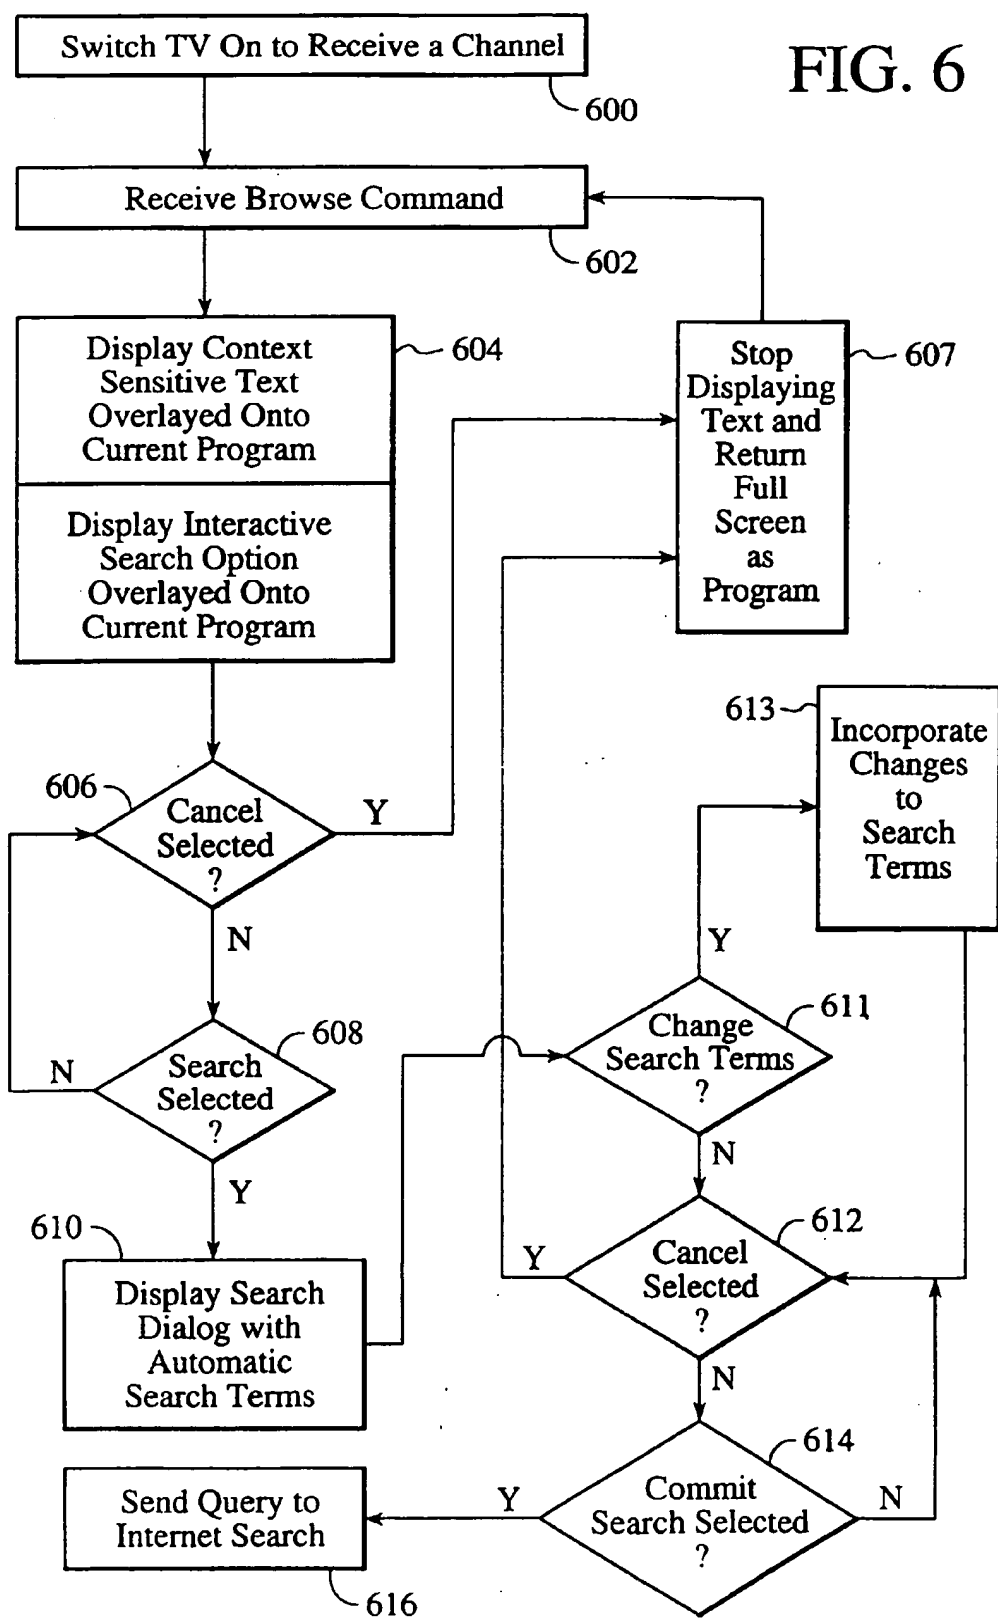 FIG. 6
Switch TV On to Receive a Channel
600
Receive Browse Command
602
Display Context
Sensitive Text
Overlayed Onto
Current Program
604
Display Interactive
Search Option
Overlayed Onto
Current Program
Stop
Displaying
Text and
Return
Full
Screen
as
Program
607
606
Cancel
Selected
?
Y
N
608
Search
Selected
?
N
Y
610
Display Search
Dialog with
Automatic
Search Terms
613
Incorporate
Changes
to
Search
Terms
Y
611
Change
Search Terms
?
N
612
Cancel
Selected
?
Y
N
614
Commit
Search Selected
?
Y
N
Send Query to
Internet Search
616